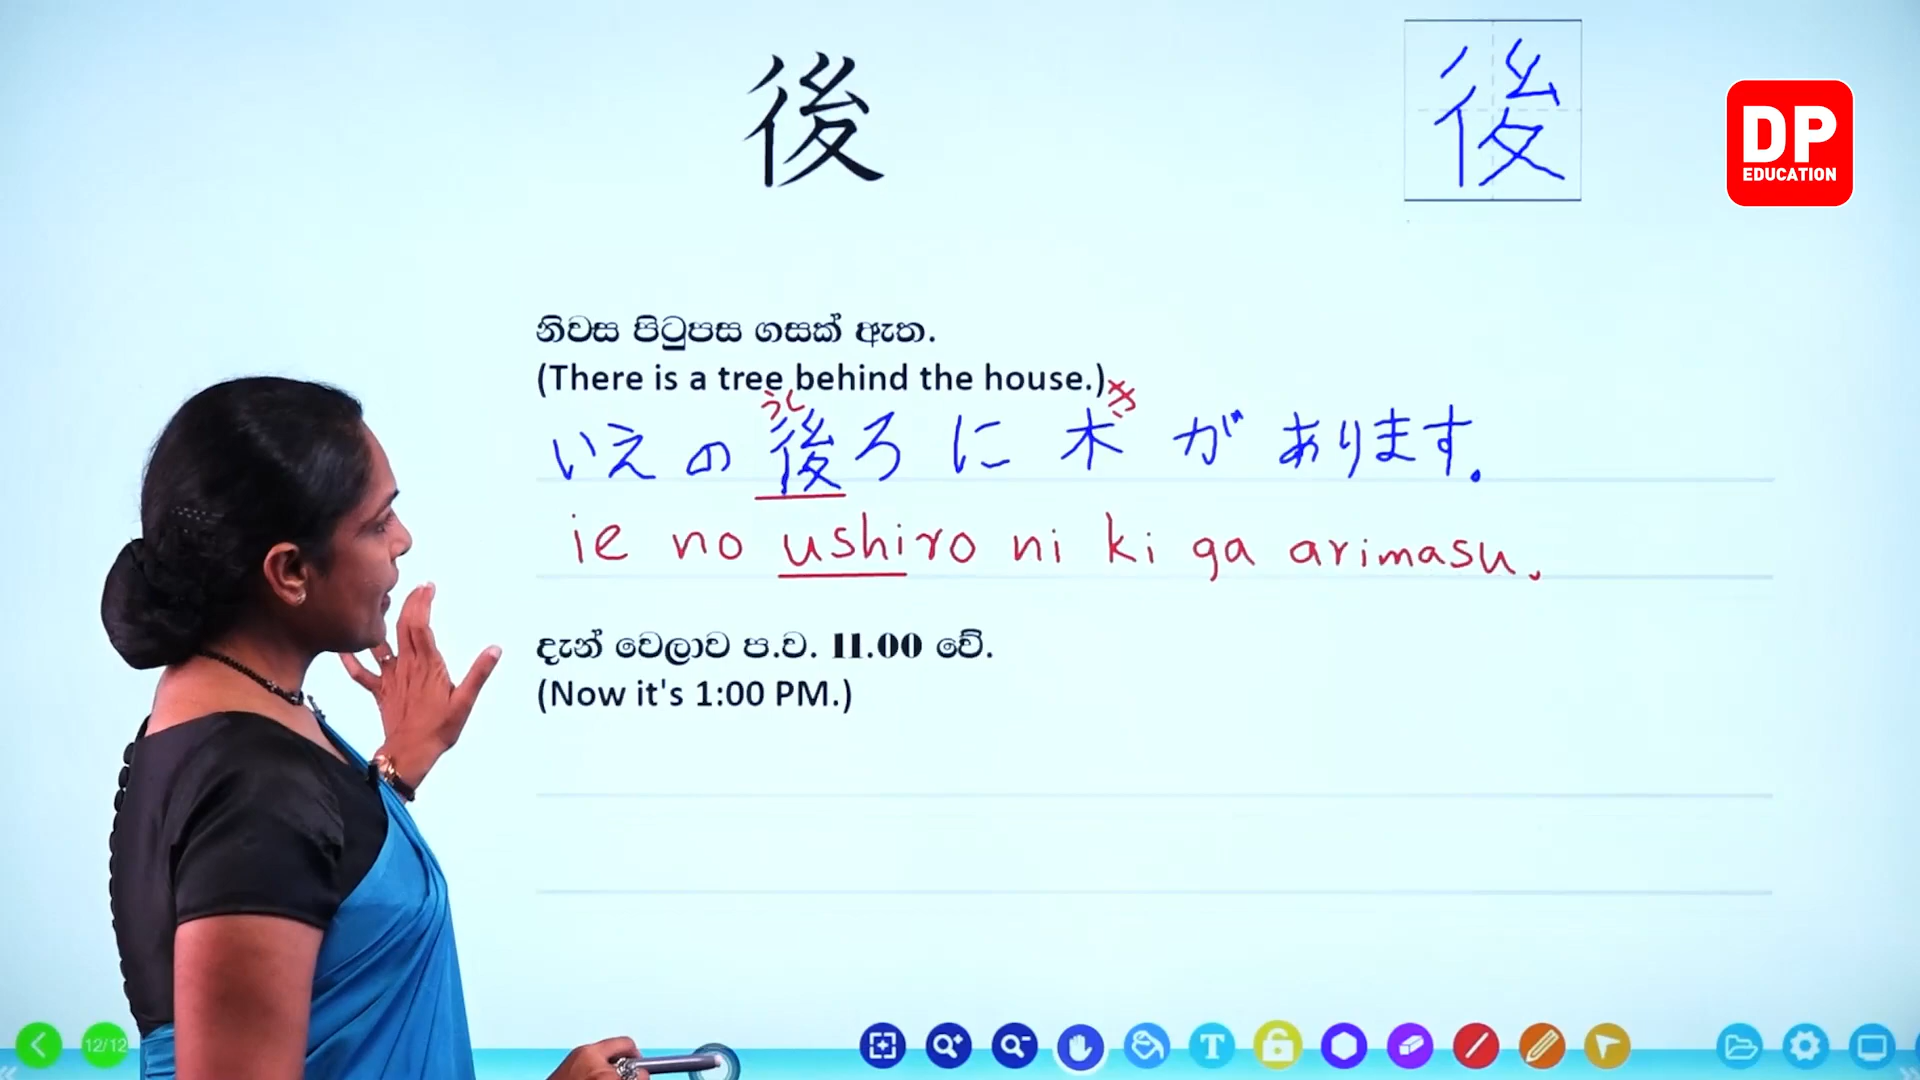 後
後
DP
EDUCATION
නිවස පිටුපස ගසක් ඇත.
(There is a tree behind the house.)
うし き
いえ の 後ろ に 木 が あります.
ie no ushiro ni ki ga arimasu.
දැන් වෙලාව ප.ව. 11.00 වේ.
(Now it's 1:00 PM.)
12/12
T